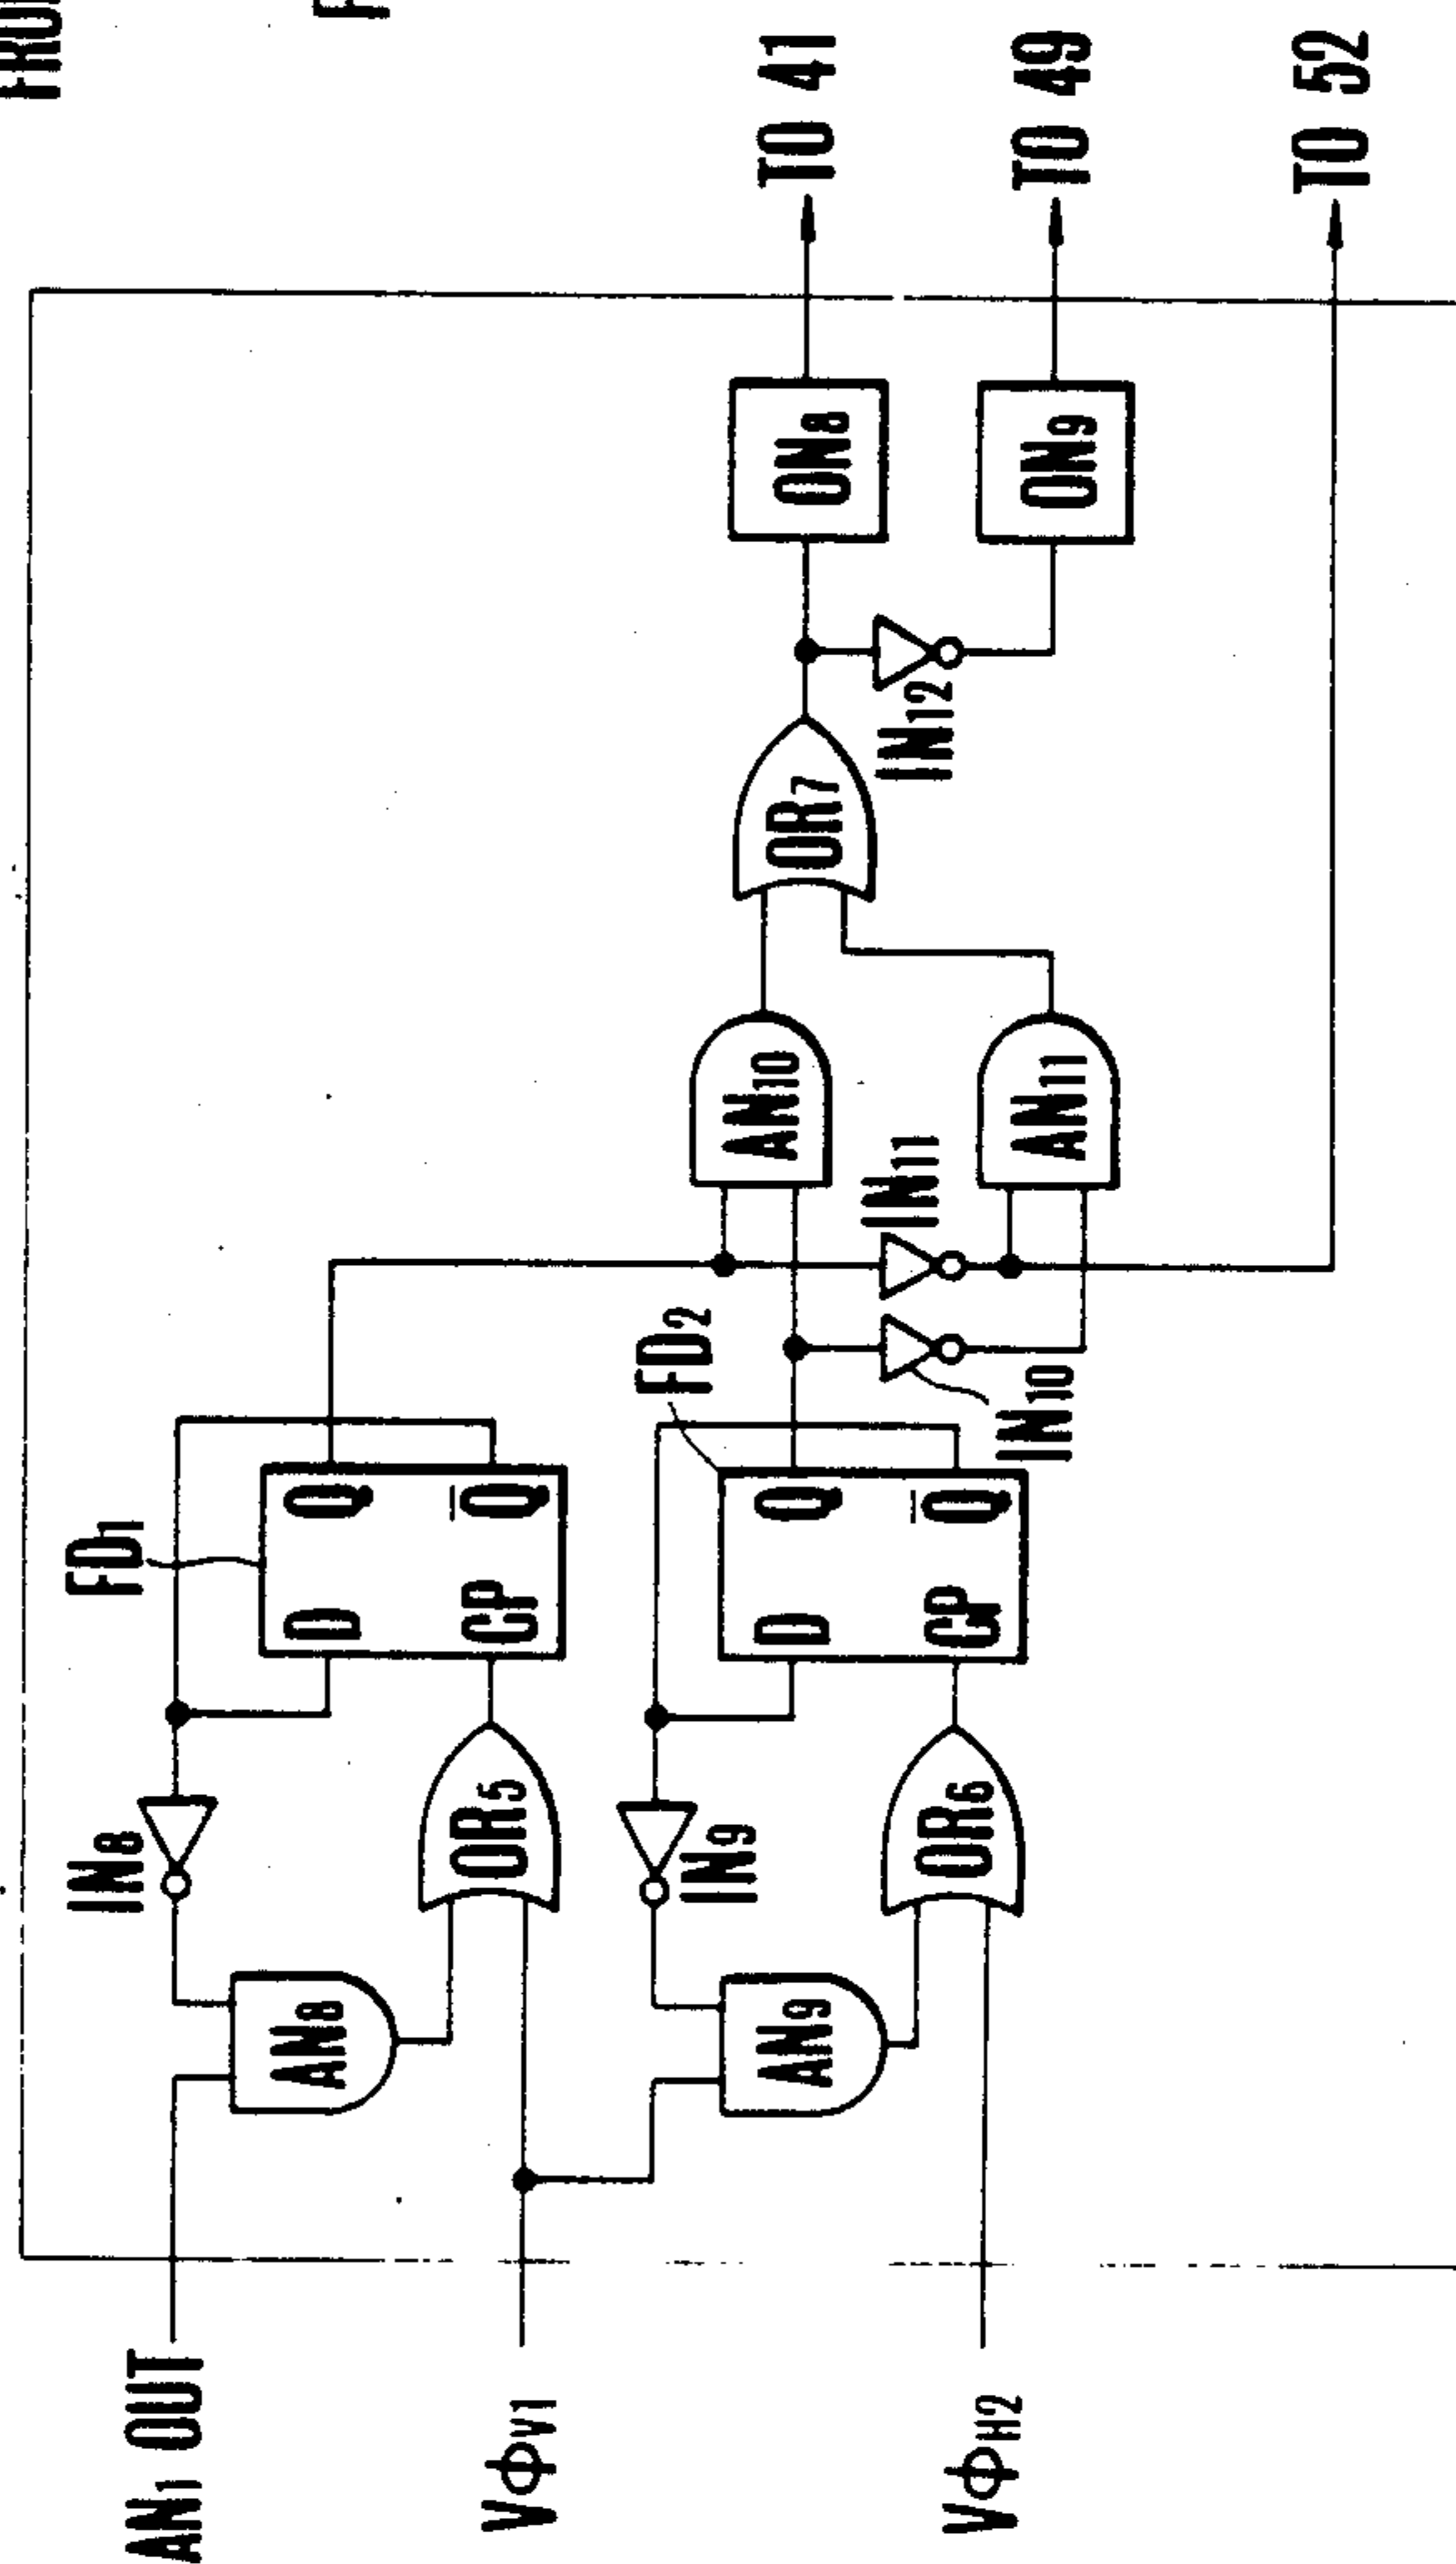 AN1 OUT
VΦV1
VΦH2
IN8
AN8
OR5
FD1
D
Q
CP
Q̅
IN9
AN9
OR6
FD2
D
Q
CP
Q̅
IN10
IN11
AN10
AN11
OR7
IN12
ON8
ON9
TO 41
TO 49
TO 52